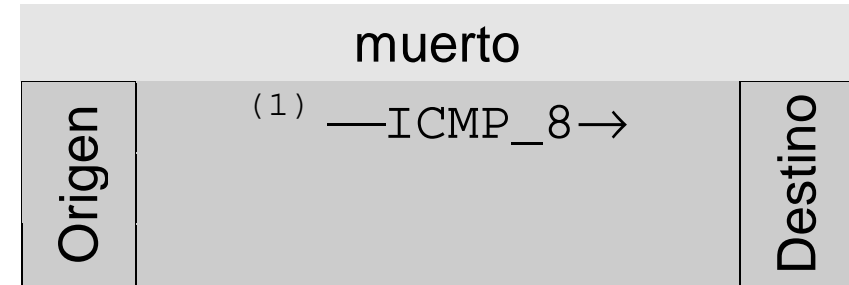 muerto
Origen
(1) —ICMP_8→
Destino